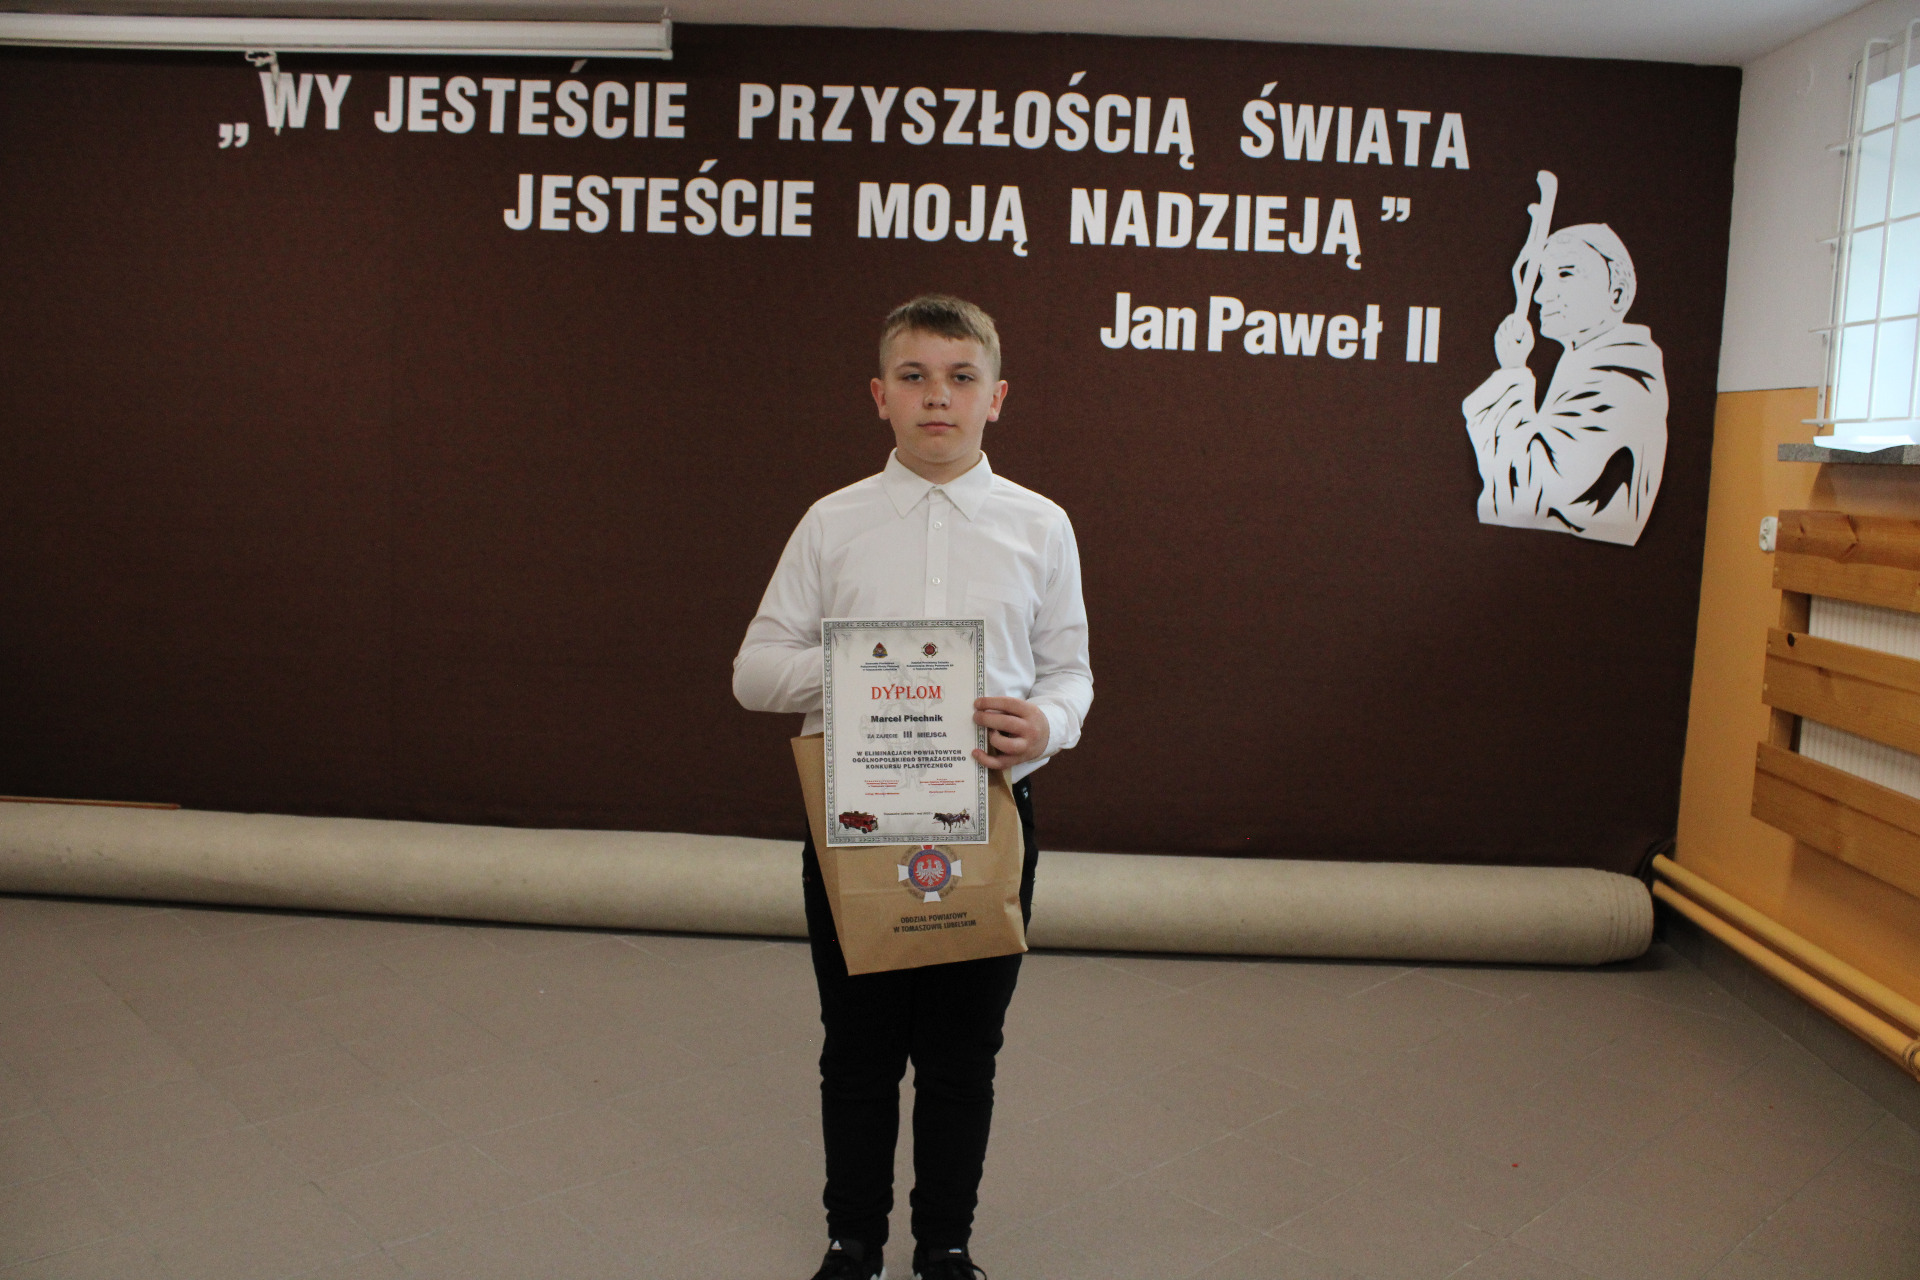 „WY JESTEŚCIE PRZYSZŁOŚCIĄ ŚWIATA
JESTEŚCIE MOJĄ NADZIEJĄ”
Jan Paweł II
DYPLOM
Marcel Piechnik
ZA ZAJĘCIE III MIEJSCA
W ELIMINACJACH POWIATOWYCH
OGÓLNOPOLSKIEGO STRAŻACKIEGO
KONKURSU PLASTYCZNEGO
ODDZIAŁ POWIATOWY
W TOMASZOWIE LUBELSKIM